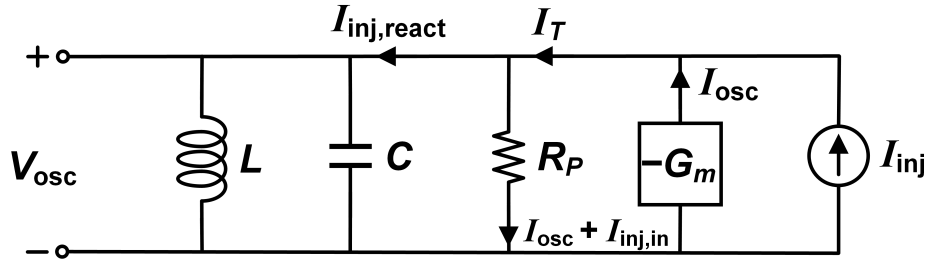 I_inj,react
I_T
I_osc
+
V_osc
L
C
R_P
−G_m
I_inj
−
I_osc + I_inj,in